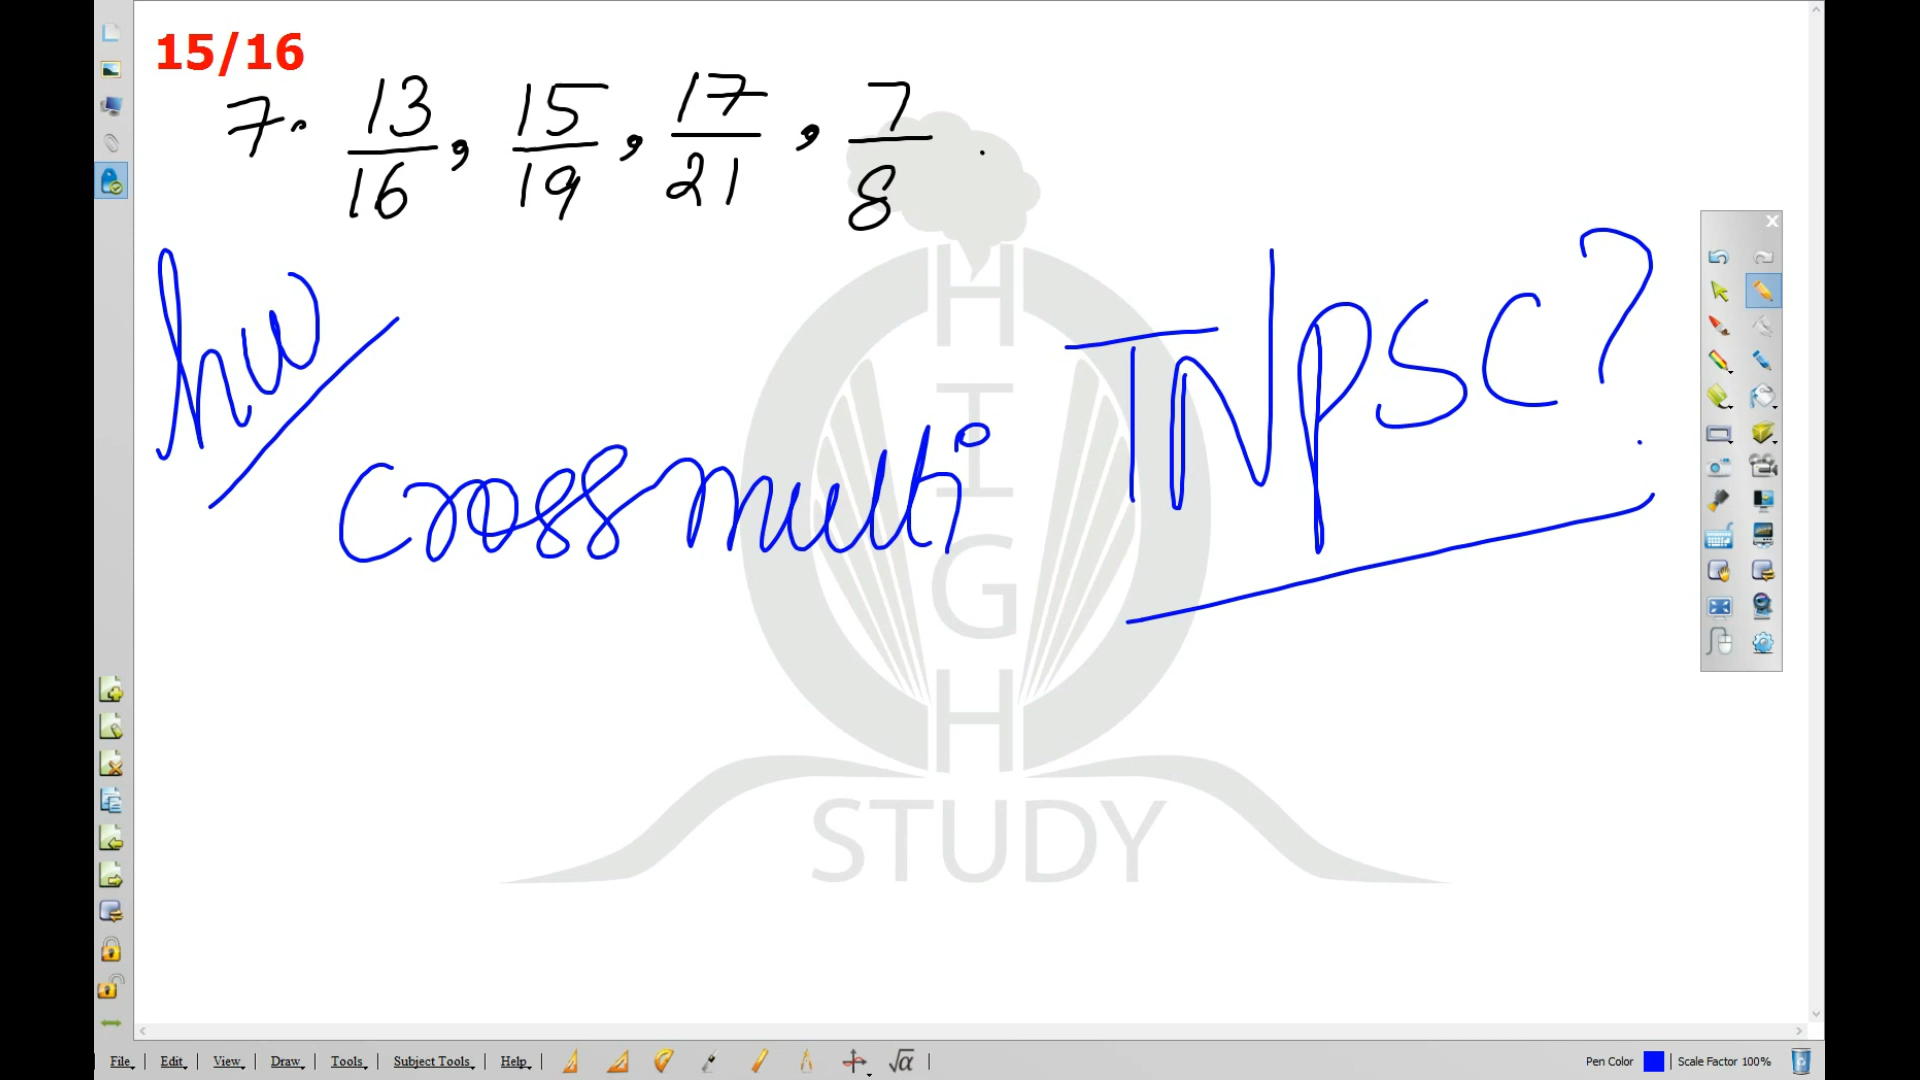 15/16
7. 13/16, 15/19, 17/21, 7/8.
hw
TNPSC?
cross multi
HIGH
STUDY
File Edit View Draw Tools Subject Tools Help √α Pen Color Scale Factor 100%